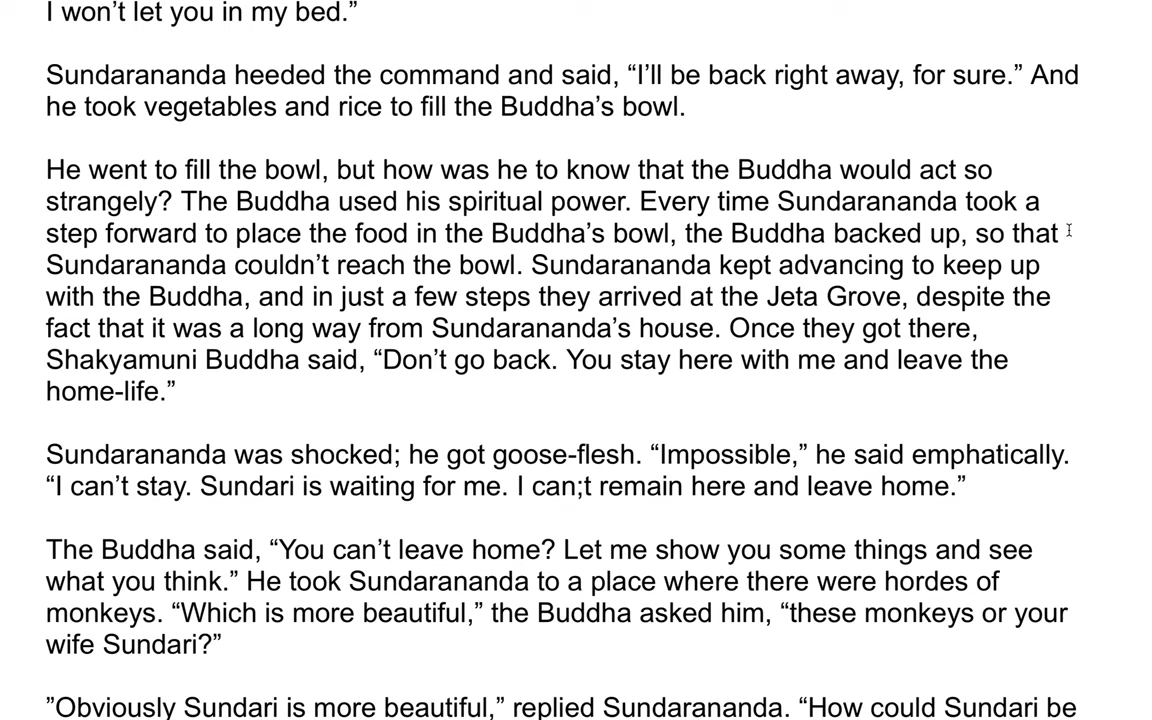 I won’t let you in my bed.”
Sundarananda heeded the command and said, “I’ll be back right away, for sure.” And
he took vegetables and rice to fill the Buddha’s bowl.
He went to fill the bowl, but how was he to know that the Buddha would act so
strangely? The Buddha used his spiritual power. Every time Sundarananda took a
step forward to place the food in the Buddha’s bowl, the Buddha backed up, so that
Sundarananda couldn’t reach the bowl. Sundarananda kept advancing to keep up
with the Buddha, and in just a few steps they arrived at the Jeta Grove, despite the
fact that it was a long way from Sundarananda’s house. Once they got there,
Shakyamuni Buddha said, “Don’t go back. You stay here with me and leave the
home-life.”
Sundarananda was shocked; he got goose-flesh. “Impossible,” he said emphatically.
“I can’t stay. Sundari is waiting for me. I can;t remain here and leave home.”
The Buddha said, “You can’t leave home? Let me show you some things and see
what you think.” He took Sundarananda to a place where there were hordes of
monkeys. “Which is more beautiful,” the Buddha asked him, “these monkeys or your
wife Sundari?”
”Obviously Sundari is more beautiful,” replied Sundarananda. “How could Sundari be